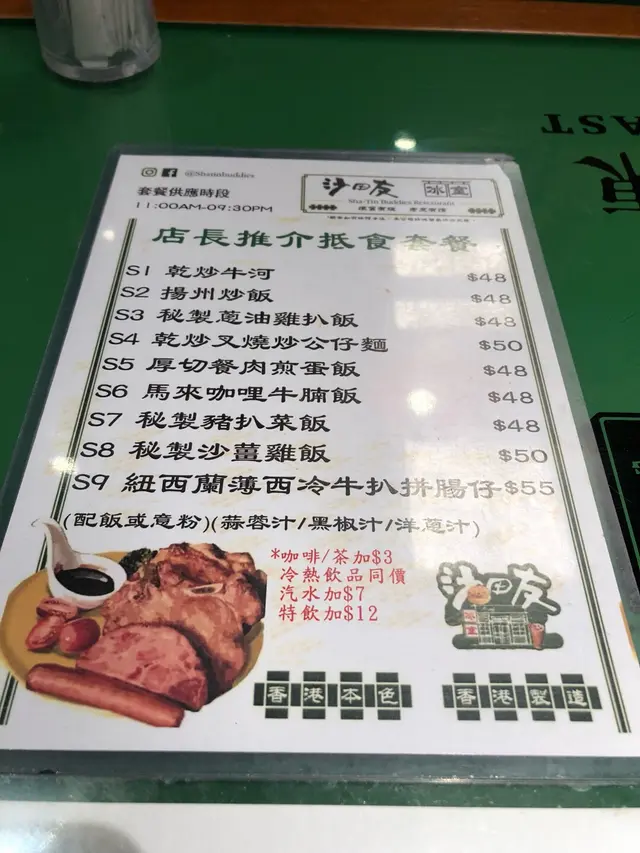 @Shatinbuddies
套餐供應時段
11:00AM-09:30PM
沙田友 冰室
Sha Tin Buddies Restaurant
店長推介抵食套餐
S1 乾炒牛河 $48
S2 揚州炒飯 $48
S3 秘製蔥油雞扒飯 $48
S4 乾炒叉燒炒公仔麵 $50
S5 厚切餐肉煎蛋飯 $48
S6 馬來咖哩牛腩飯 $48
S7 秘製豬扒菜飯 $48
S8 秘製沙薑雞飯 $50
S9 紐西蘭薄西冷牛扒拼腸仔$55
(配飯或意粉)(蒜蓉汁/黑椒汁/洋蔥汁)
*咖啡/茶加$3
冷熱飲品同價
汽水加$7
特飲加$12
沙田友
冰室
香港本色
香港製造